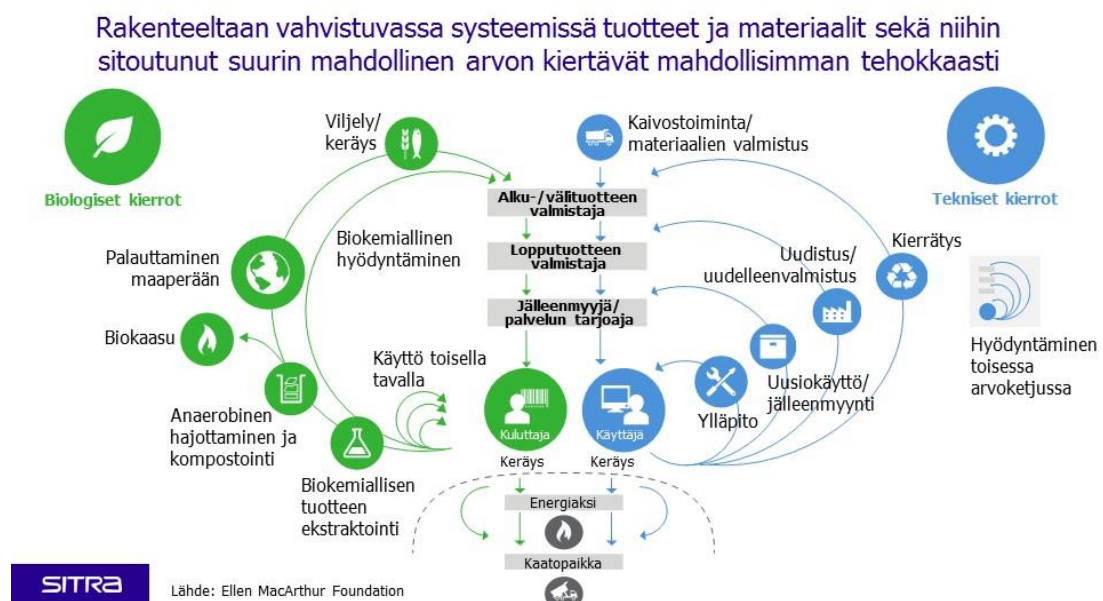 Rakenteeltaan vahvistuvassa systeemissä tuotteet ja materiaalit sekä niihin
sitoutunut suurin mahdollinen arvon kiertävät mahdollisimman tehokkaasti
Biologiset kierrot
Viljely/
keräys
Kaivostoiminta/
materiaalien valmistus
Tekniset kierrot
Alku-/välituotteen
valmistaja
Palauttaminen
maaperään
Biokemiallinen
hyödyntäminen
Lopputuotteen
valmistaja
Uudistus/
uudelleenvalmistus
Kierrätys
Jälleenmyyjä/
palvelun tarjoaja
Biokaasu
Käyttö toisella
tavalla
Hyödyntäminen
toisessa
arvoketjussa
Uusiokäyttö/
jälleenmyynti
Ylläpito
Anaerobinen
hajottaminen ja
kompostointi
Kuluttaja
Käyttäjä
Keräys
Keräys
Biokemiallisen
tuotteen
ekstraktointi
Energiaksi
Kaatopaikka
SITRA
Lähde: Ellen MacArthur Foundation